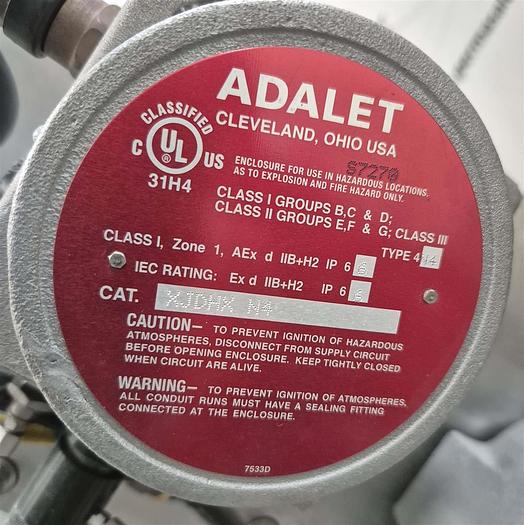 ADALET
CLEVELAND, OHIO USA
CLASSIFIED
C UL US
®
31H4
S7270
ENCLOSURE FOR USE IN HAZARDOUS LOCATIONS,
AS TO EXPLOSION AND FIRE HAZARD ONLY.
CLASS I GROUPS B,C & D;
CLASS II GROUPS E,F & G; CLASS III
TYPE 4
CLASS I, Zone 1, AEx d IIB+H2 IP 6 6
IEC RATING: Ex d IIB+H2 IP 6 6
CAT. XJDHX N4
CAUTION— TO PREVENT IGNITION OF HAZARDOUS
ATMOSPHERES, DISCONNECT FROM SUPPLY CIRCUIT
BEFORE OPENING ENCLOSURE. KEEP TIGHTLY CLOSED
WHEN CIRCUIT ARE ALIVE.
WARNING— TO PREVENT IGNITION OF ATMOSPHERES,
ALL CONDUIT RUNS MUST HAVE A SEALING FITTING
CONNECTED AT THE ENCLOSURE.
7533D